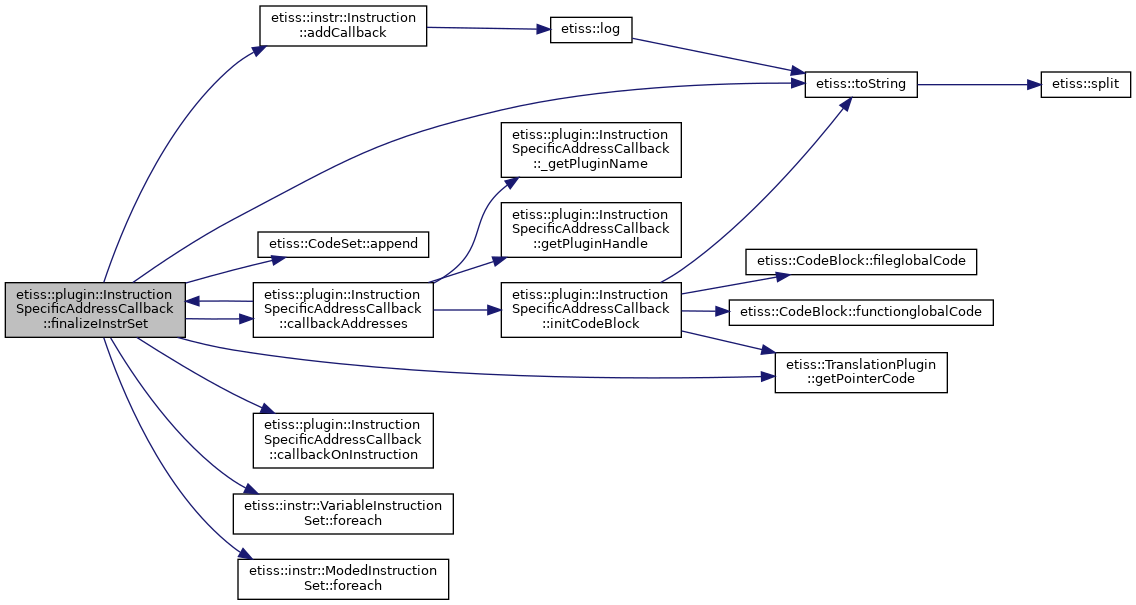 etiss::instr::Instruction
::addCallback
etiss::log
etiss::toString
etiss::split
etiss::plugin::Instruction
SpecificAddressCallback
::_getPluginName
etiss::plugin::Instruction
SpecificAddressCallback
::getPluginHandle
etiss::CodeSet::append
etiss::CodeBlock::fileglobalCode
etiss::plugin::Instruction
SpecificAddressCallback
::finalizeInstrSet
etiss::plugin::Instruction
SpecificAddressCallback
::callbackAddresses
etiss::plugin::Instruction
SpecificAddressCallback
::initCodeBlock
etiss::CodeBlock::functionglobalCode
etiss::TranslationPlugin
::getPointerCode
etiss::plugin::Instruction
SpecificAddressCallback
::callbackOnInstruction
etiss::instr::VariableInstruction
Set::foreach
etiss::instr::ModedInstruction
Set::foreach